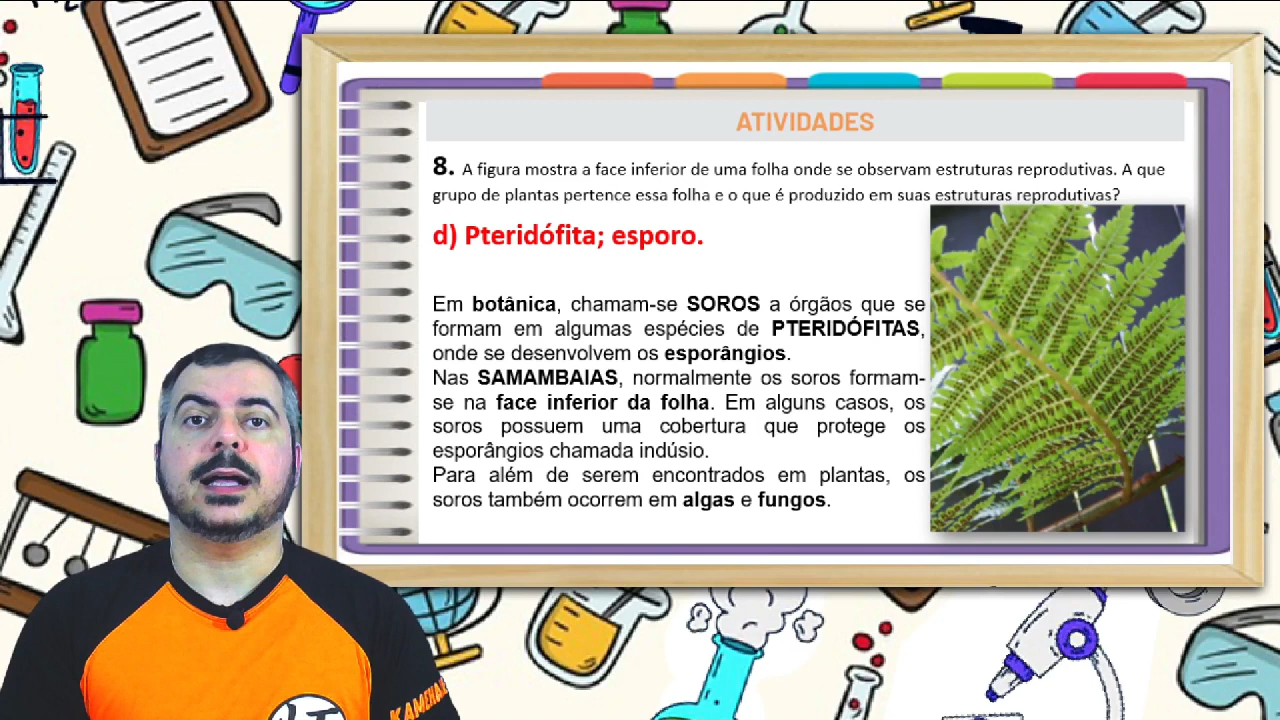 ATIVIDADES
8. A figura mostra a face inferior de uma folha onde se observam estruturas reprodutivas. A que
grupo de plantas pertence essa folha e o que é produzido em suas estruturas reprodutivas?
d) Pteridófita; esporo.
Em botânica, chamam-se SOROS a órgãos que se
formam em algumas espécies de PTERIDÓFITAS,
onde se desenvolvem os esporângios.
Nas SAMAMBAIAS, normalmente os soros formam-
se na face inferior da folha. Em alguns casos, os
soros possuem uma cobertura que protege os
esporângios chamada indúsio.
Para além de serem encontrados em plantas, os
soros também ocorrem em algas e fungos.